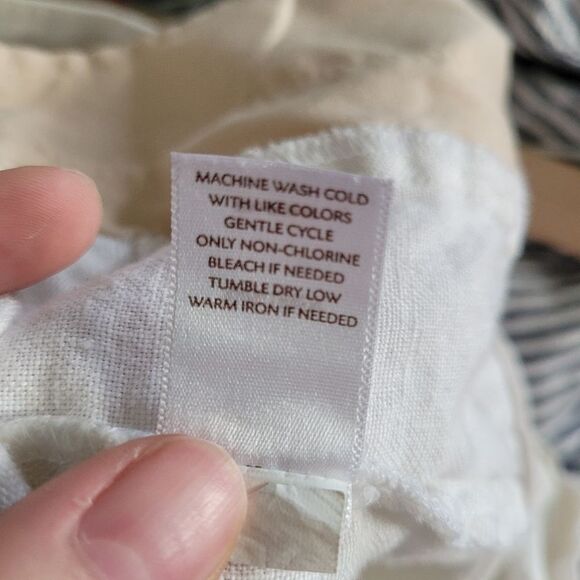 MACHINE WASH COLD
WITH LIKE COLORS
GENTLE CYCLE
ONLY NON-CHLORINE
BLEACH IF NEEDED
TUMBLE DRY LOW
WARM IRON IF NEEDED